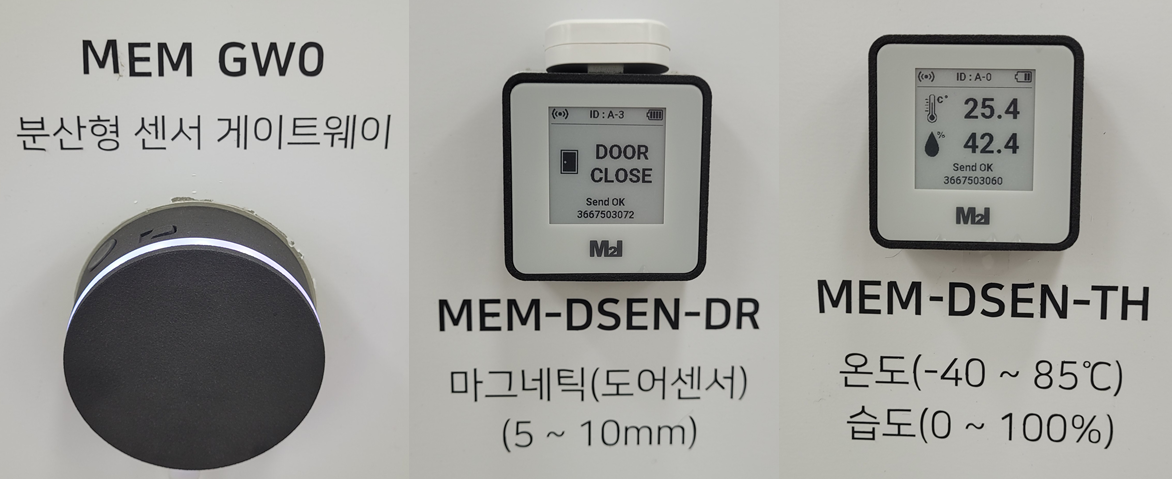 MEM GW0
분산형 센서 게이트웨이
ID : A-3
DOOR
CLOSE
Send OK
3667503072
M2I
MEM-DSEN-DR
마그네틱(도어센서)
(5 ~ 10mm)
ID : A-0
C°
25.4
%
42.4
Send OK
3667503060
M2I
MEM-DSEN-TH
온도(-40 ~ 85℃)
습도(0 ~ 100%)